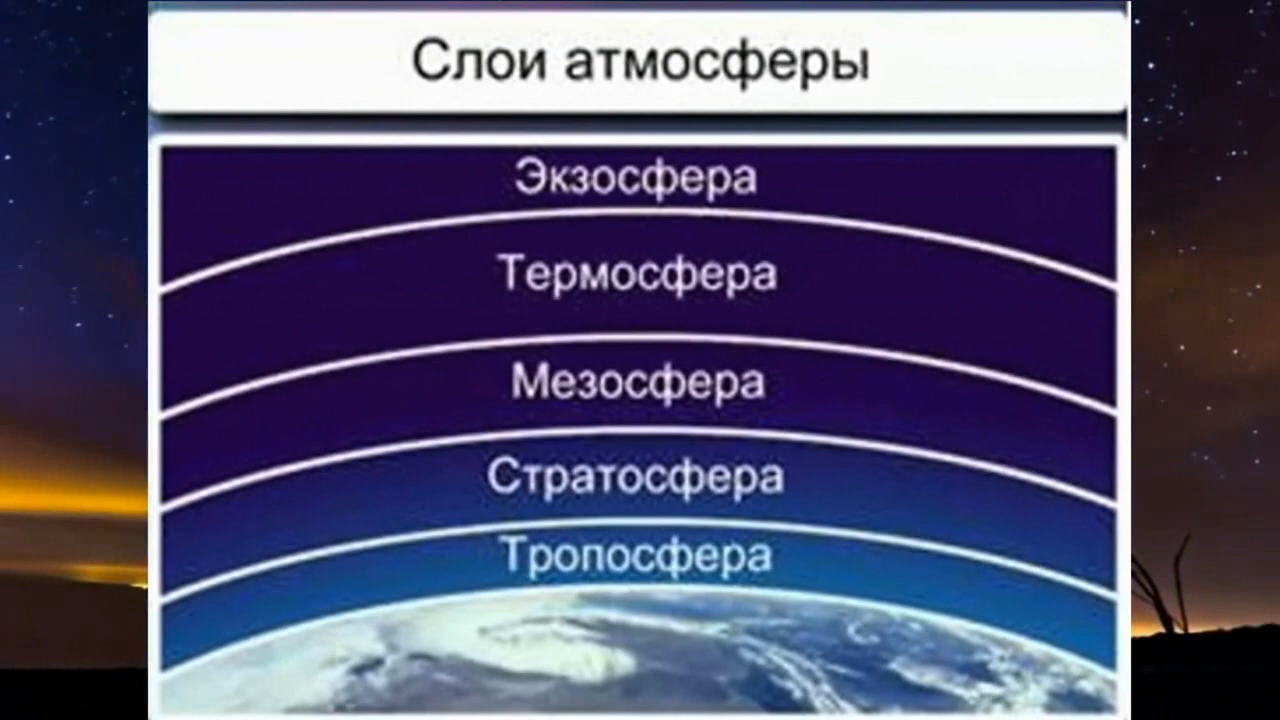 Слои атмосферы
Экзосфера
Термосфера
Мезосфера
Стратосфера
Тропосфера